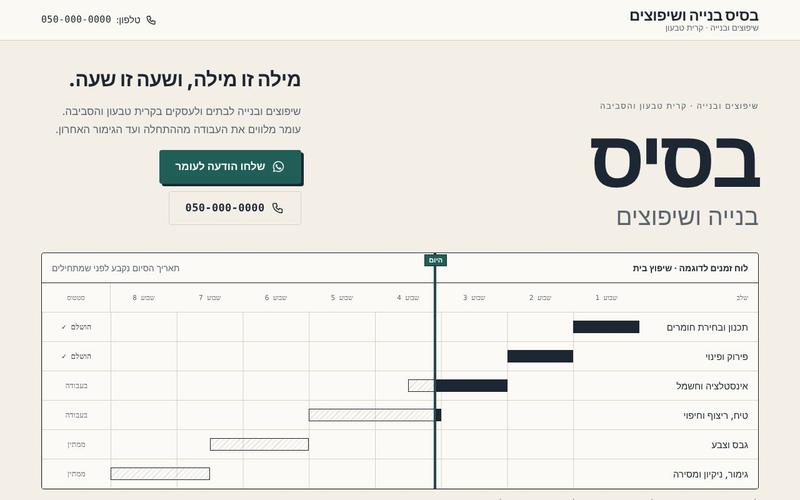 בסיס בנייה ושיפוצים
שיפוצים ובנייה · קרית טבעון
טלפון: 050-000-0000
שיפוצים ובנייה · קרית טבעון והסביבה
בסיס
בנייה ושיפוצים
מילה זו מילה, ושעה זו שעה.
שיפוצים ובנייה לבתים ולעסקים בקרית טבעון והסביבה.
עומר מלווים את העבודה מההתחלה ועד הגימור האחרון.
שלחו הודעה לעומר
050-000-0000
לוח זמנים לדוגמה · שיפוץ בית
היום
תאריך הסיום נקבע לפני שמתחילים
שלב שבוע 1 שבוע 2 שבוע 3 שבוע 4 שבוע 5 שבוע 6 שבוע 7 שבוע 8 סטטוס
תכנון ובחירת חומרים הושלם ✓
פירוק ופינוי הושלם ✓
אינסטלציה וחשמל בעבודה
טיח, ריצוף וחיפוי בעבודה
גבס וצבע ממתין
גימור, ניקיון ומסירה ממתין